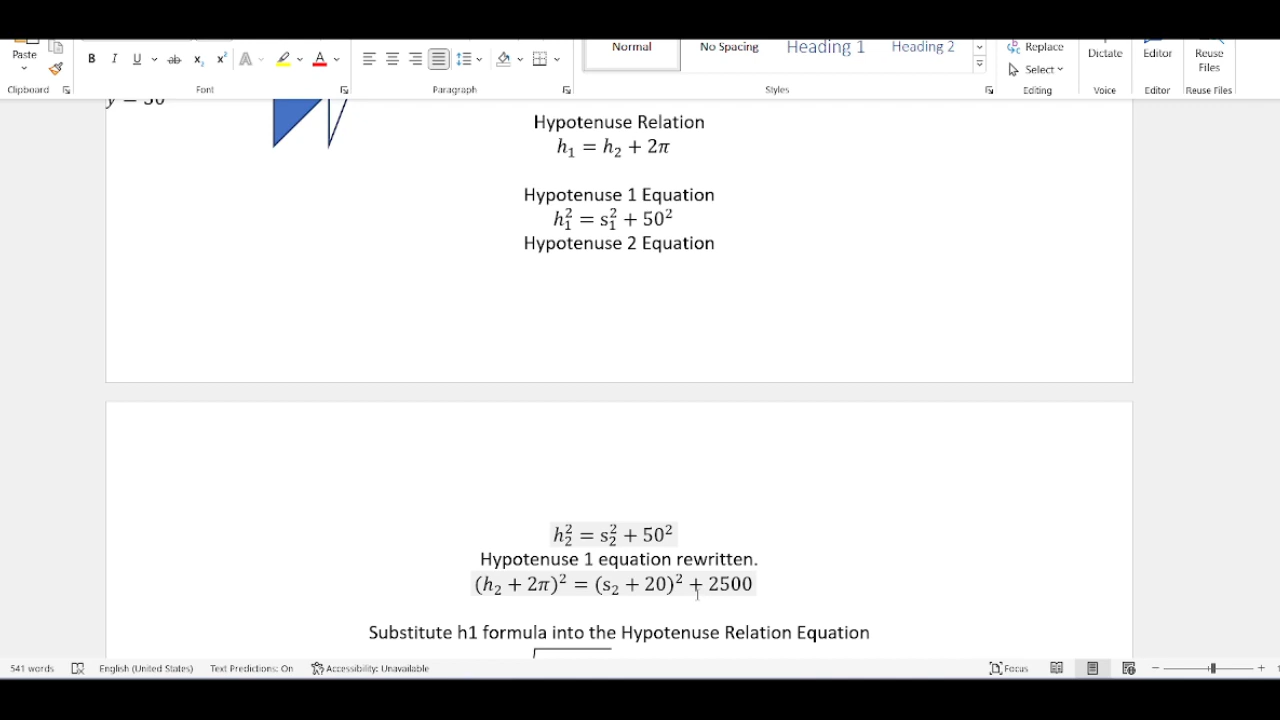 Paste
B I U ab x₂ x² A A
Normal
No Spacing
Heading 1
Heading 2
Replace
Select
Dictate
Editor
Reuse
Files
Clipboard
Font
Paragraph
Styles
Editing
Voice
Editor
Reuse Files
Hypotenuse Relation
h₁ = h₂ + 2π
Hypotenuse 1 Equation
h₁² = s₁² + 50²
Hypotenuse 2 Equation
h₂² = s₂² + 50²
Hypotenuse 1 equation rewritten.
(h₂ + 2π)² = (s₂ + 20)² + 2500
Substitute h1 formula into the Hypotenuse Relation Equation
541 words
English (United States)
Text Predictions: On
Accessibility: Unavailable
Focus